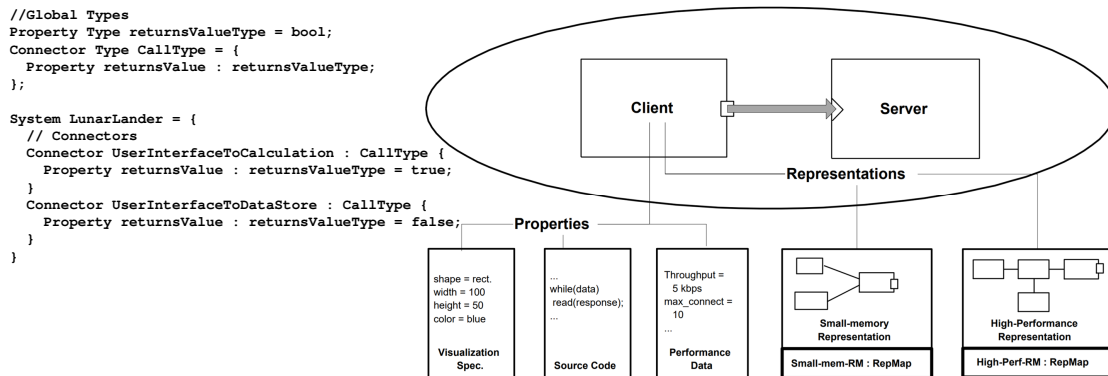 //Global Types
Property Type returnsValueType = bool;
Connector Type CallType = {
  Property returnsValue : returnsValueType;
};
System LunarLander = {
  // Connectors
  Connector UserInterfaceToCalculation : CallType {
    Property returnsValue : returnsValueType = true;
  }
  Connector UserInterfaceToDataStore : CallType {
    Property returnsValue : returnsValueType = false;
  }
}
Client
Server
Representations
Properties
shape = rect.
width = 100
height = 50
color = blue
Visualization
Spec.
...
while(data)
read(response);
...
Source Code
Throughput =
5 kbps
max_connect =
10
...
Performance
Data
Small-memory
Representation
Small-mem-RM : RepMap
High-Performance
Representation
High-Perf-RM : RepMap